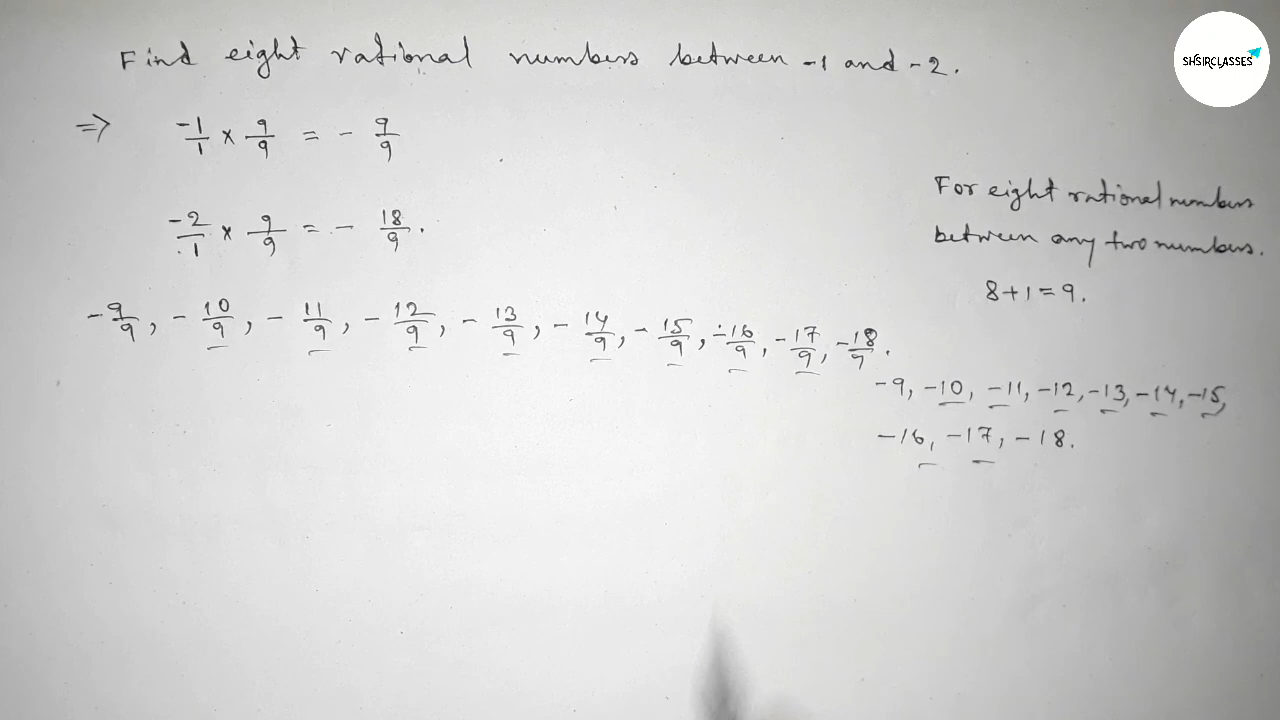 SHSIRCLASSES
Find eight rational numbers between -1 and -2.
⇒ -1/1 × 9/9 = - 9/9
-2/1 × 9/9 = - 18/9.
For eight rational numbers
between any two numbers.
8+1=9.
-9/9, -10/9, -11/9, -12/9, -13/9, -14/9, -15/9, -16/9, -17/9, -18/9.
-9, -10, -11, -12, -13, -14, -15,
-16, -17, -18.